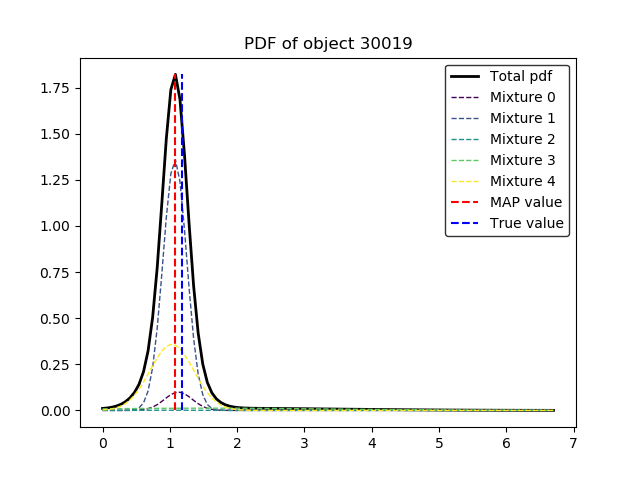 PDF of object 30019
1.75
1.50
1.25
1.00
0.75
0.50
0.25
0.00
0 1 2 3 4 5 6 7
Total pdf
Mixture 0
Mixture 1
Mixture 2
Mixture 3
Mixture 4
MAP value
True value